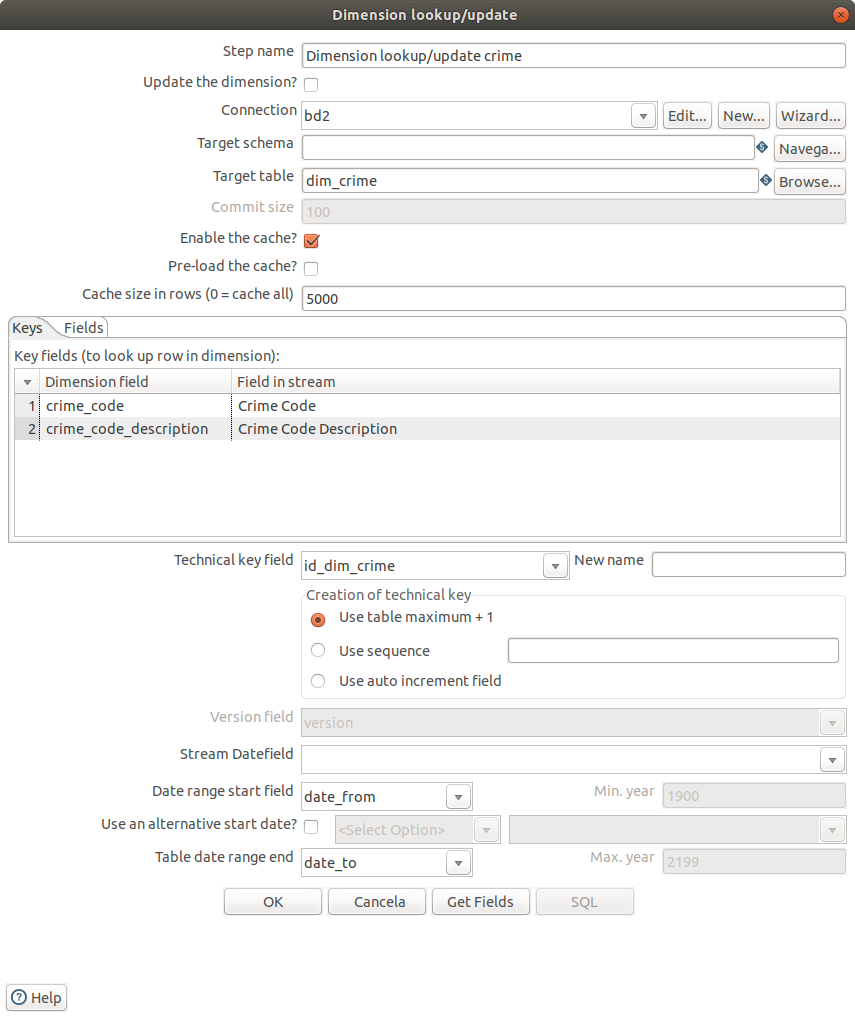 Dimension lookup/update
Step name Dimension lookup/update crime
Update the dimension?
Connection bd2 Edit... New... Wizard...
Target schema Navega...
Target table dim_crime Browse...
Commit size 100
Enable the cache?
Pre-load the cache?
Cache size in rows (0 = cache all) 5000
Keys Fields
Key fields (to look up row in dimension):
Dimension field Field in stream
1 crime_code Crime Code
2 crime_code_description Crime Code Description
Technical key field id_dim_crime New name
Creation of technical key
Use table maximum + 1
Use sequence
Use auto increment field
Version field version
Stream Datefield
Date range start field date_from Min. year 1900
Use an alternative start date? <Select Option>
Table date range end date_to Max. year 2199
OK Cancela Get Fields SQL
Help